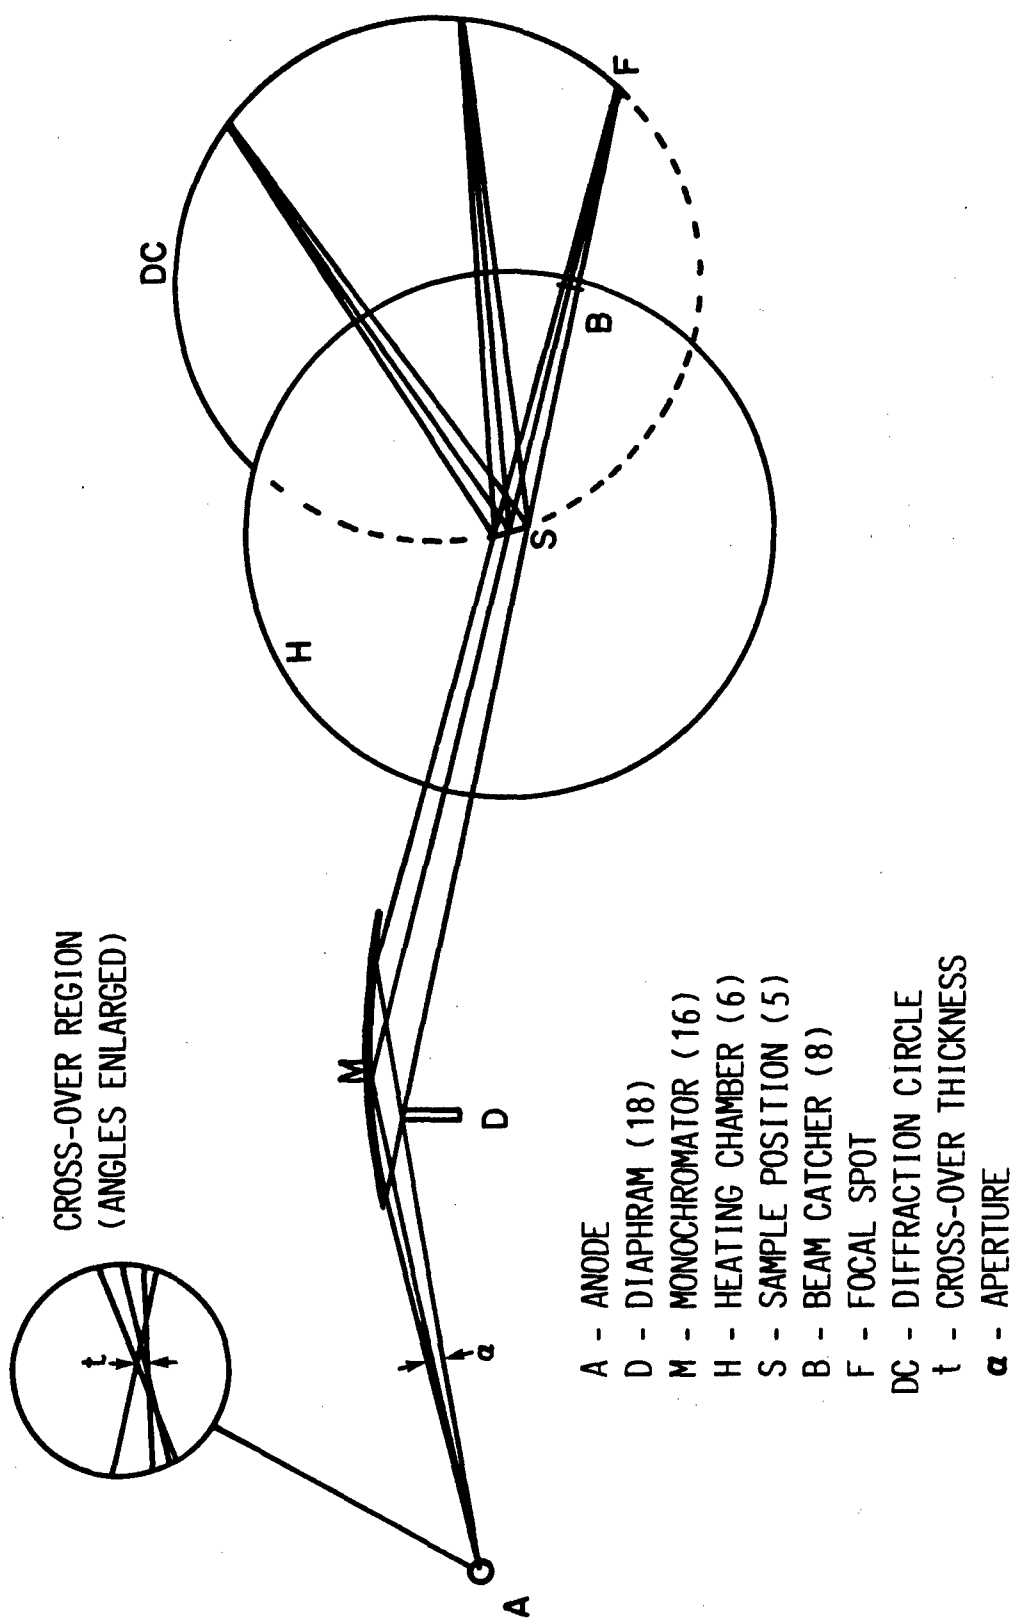 CROSS-OVER REGION
(ANGLES ENLARGED)
t
A
α
D
M
H
S
B
F
DC
A - ANODE
D - DIAPHRAM (18)
M - MONOCHROMATOR (16)
H - HEATING CHAMBER (6)
S - SAMPLE POSITION (5)
B - BEAM CATCHER (8)
F - FOCAL SPOT
DC - DIFFRACTION CIRCLE
t - CROSS-OVER THICKNESS
α - APERTURE